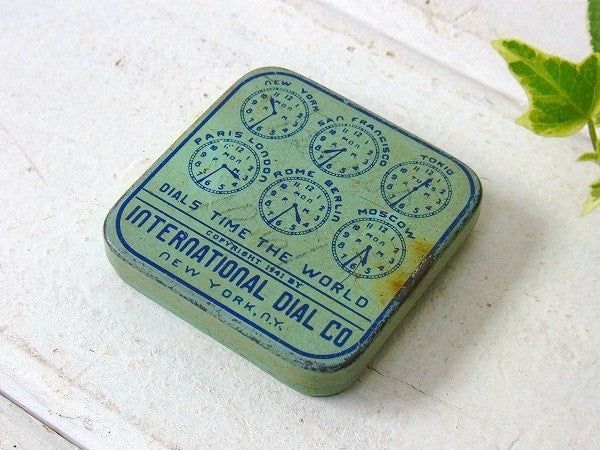 NEW YORK
SAN FRANCISCO
TOKIO
PARIS LONDON
ROME BERLIN
MOSCOW
DIALS TIME THE WORLD
COPYRIGHT 1941 BY
INTERNATIONAL DIAL CO
NEW YORK, N.Y.